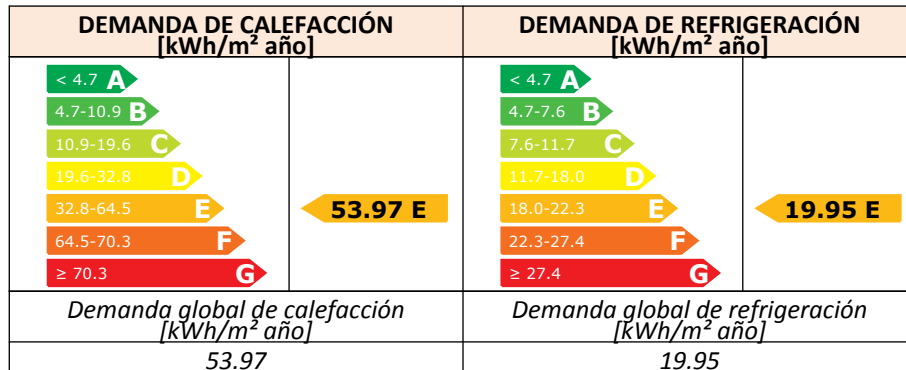 DEMANDA DE CALEFACCIÓN
[kWh/m² año]
DEMANDA DE REFRIGERACIÓN
[kWh/m² año]
< 4.7 A
4.7-10.9 B
10.9-19.6 C
19.6-32.8 D
32.8-64.5 E
64.5-70.3 F
≥ 70.3 G
53.97 E
< 4.7 A
4.7-7.6 B
7.6-11.7 C
11.7-18.0 D
18.0-22.3 E
22.3-27.4 F
≥ 27.4 G
19.95 E
Demanda global de calefacción
[kWh/m² año]
Demanda global de refrigeración
[kWh/m² año]
53.97
19.95